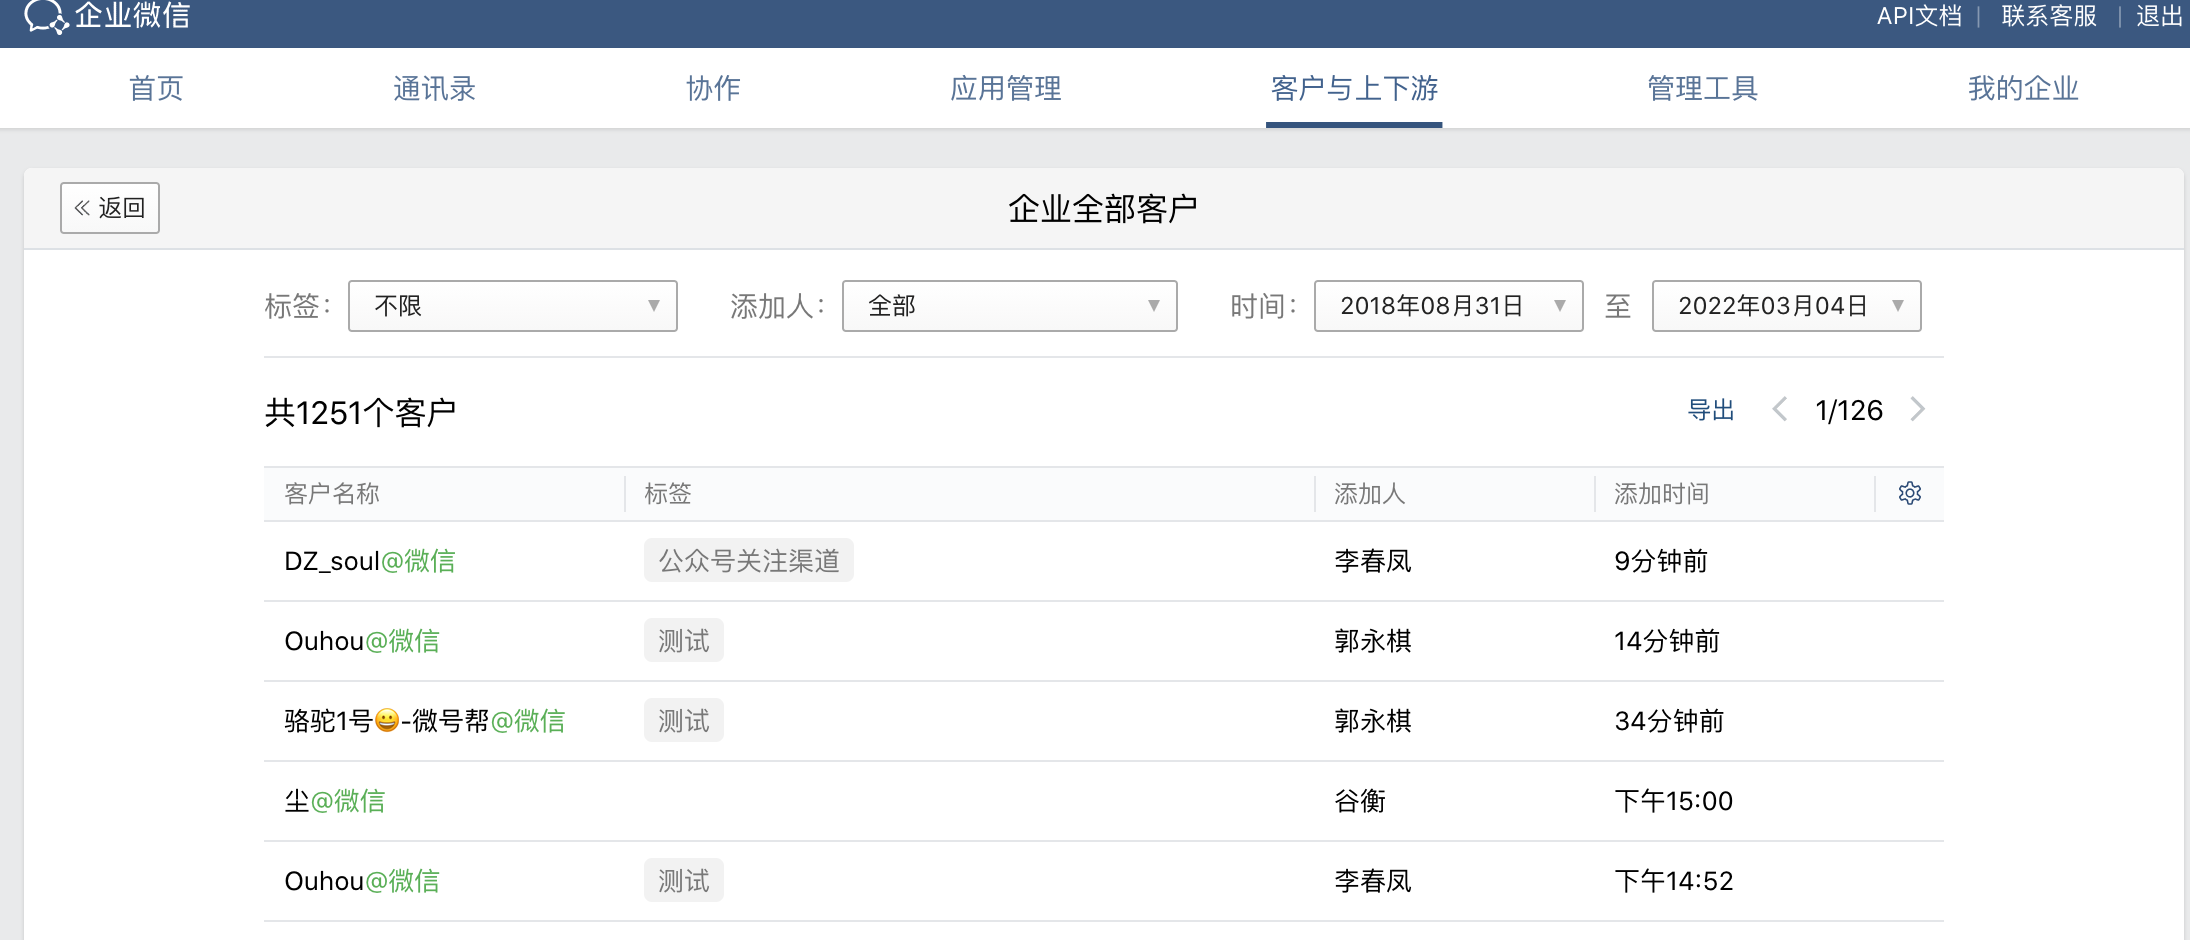 企业微信
API文档 | 联系客服 | 退出
首页 通讯录 协作 应用管理 客户与上下游 管理工具 我的企业
« 返回 企业全部客户
标签： 不限 添加人： 全部 时间： 2018年08月31日 至 2022年03月04日
共1251个客户 导出 1/126
客户名称 标签 添加人 添加时间
DZ_soul@微信 公众号关注渠道 李春凤 9分钟前
Ouhou@微信 测试 郭永棋 14分钟前
骆驼1号😀-微号帮@微信 测试 郭永棋 34分钟前
尘@微信 谷衡 下午15:00
Ouhou@微信 测试 李春凤 下午14:52